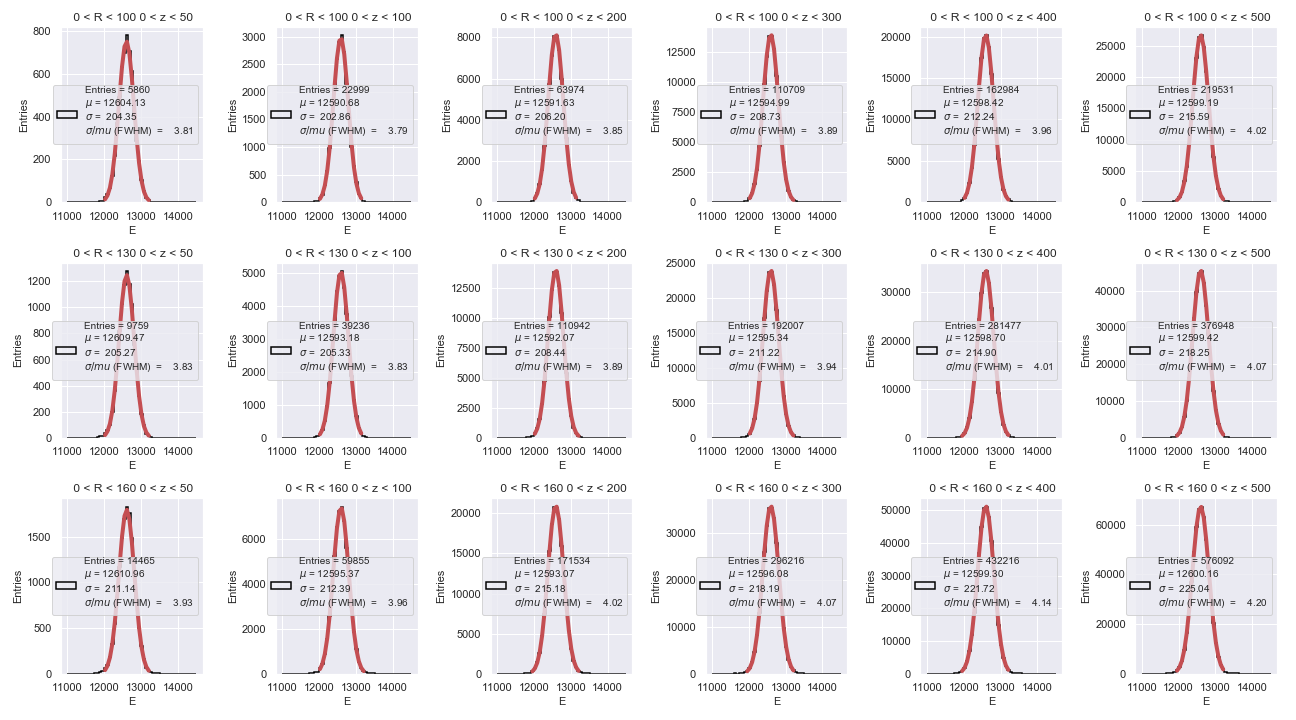 0 < R < 100 0 < z < 50
800
600
400
200
0
Entries
Entries = 5860
μ = 12604.13
σ = 204.35
σ/mu (FWHM) = 3.81
11000 12000 13000 14000
E
0 < R < 100 0 < z < 100
3000
2500
2000
1500
1000
500
0
Entries
Entries = 22999
μ = 12590.68
σ = 202.86
σ/mu (FWHM) = 3.79
11000 12000 13000 14000
E
0 < R < 100 0 < z < 200
8000
6000
4000
2000
0
Entries
Entries = 63974
μ = 12591.63
σ = 206.20
σ/mu (FWHM) = 3.85
11000 12000 13000 14000
E
0 < R < 100 0 < z < 300
12500
10000
7500
5000
2500
0
Entries
Entries = 110709
μ = 12594.99
σ = 208.73
σ/mu (FWHM) = 3.89
11000 12000 13000 14000
E
0 < R < 100 0 < z < 400
20000
15000
10000
5000
0
Entries
Entries = 162984
μ = 12598.42
σ = 212.24
σ/mu (FWHM) = 3.96
11000 12000 13000 14000
E
0 < R < 100 0 < z < 500
25000
20000
15000
10000
5000
0
Entries
Entries = 219531
μ = 12599.19
σ = 215.59
σ/mu (FWHM) = 4.02
11000 12000 13000 14000
E
0 < R < 130 0 < z < 50
1200
1000
800
600
400
200
0
Entries
Entries = 9759
μ = 12609.47
σ = 205.27
σ/mu (FWHM) = 3.83
11000 12000 13000 14000
E
0 < R < 130 0 < z < 100
5000
4000
3000
2000
1000
0
Entries
Entries = 39236
μ = 12593.18
σ = 205.33
σ/mu (FWHM) = 3.83
11000 12000 13000 14000
E
0 < R < 130 0 < z < 200
12500
10000
7500
5000
2500
0
Entries
Entries = 110942
μ = 12592.07
σ = 208.44
σ/mu (FWHM) = 3.89
11000 12000 13000 14000
E
0 < R < 130 0 < z < 300
25000
20000
15000
10000
5000
0
Entries
Entries = 192007
μ = 12595.34
σ = 211.22
σ/mu (FWHM) = 3.94
11000 12000 13000 14000
E
0 < R < 130 0 < z < 400
30000
20000
10000
0
Entries
Entries = 281477
μ = 12598.70
σ = 214.90
σ/mu (FWHM) = 4.01
11000 12000 13000 14000
E
0 < R < 130 0 < z < 500
40000
30000
20000
10000
0
Entries
Entries = 376948
μ = 12599.42
σ = 218.25
σ/mu (FWHM) = 4.07
11000 12000 13000 14000
E
0 < R < 160 0 < z < 50
1500
1000
500
0
Entries
Entries = 14465
μ = 12610.96
σ = 211.14
σ/mu (FWHM) = 3.93
11000 12000 13000 14000
E
0 < R < 160 0 < z < 100
6000
4000
2000
0
Entries
Entries = 59855
μ = 12595.37
σ = 212.39
σ/mu (FWHM) = 3.96
11000 12000 13000 14000
E
0 < R < 160 0 < z < 200
20000
15000
10000
5000
0
Entries
Entries = 171534
μ = 12593.07
σ = 215.18
σ/mu (FWHM) = 4.02
11000 12000 13000 14000
E
0 < R < 160 0 < z < 300
30000
20000
10000
0
Entries
Entries = 296216
μ = 12596.08
σ = 218.19
σ/mu (FWHM) = 4.07
11000 12000 13000 14000
E
0 < R < 160 0 < z < 400
50000
40000
30000
20000
10000
0
Entries
Entries = 432216
μ = 12599.30
σ = 221.72
σ/mu (FWHM) = 4.14
11000 12000 13000 14000
E
0 < R < 160 0 < z < 500
60000
40000
20000
0
Entries
Entries = 576092
μ = 12600.16
σ = 225.04
σ/mu (FWHM) = 4.20
11000 12000 13000 14000
E